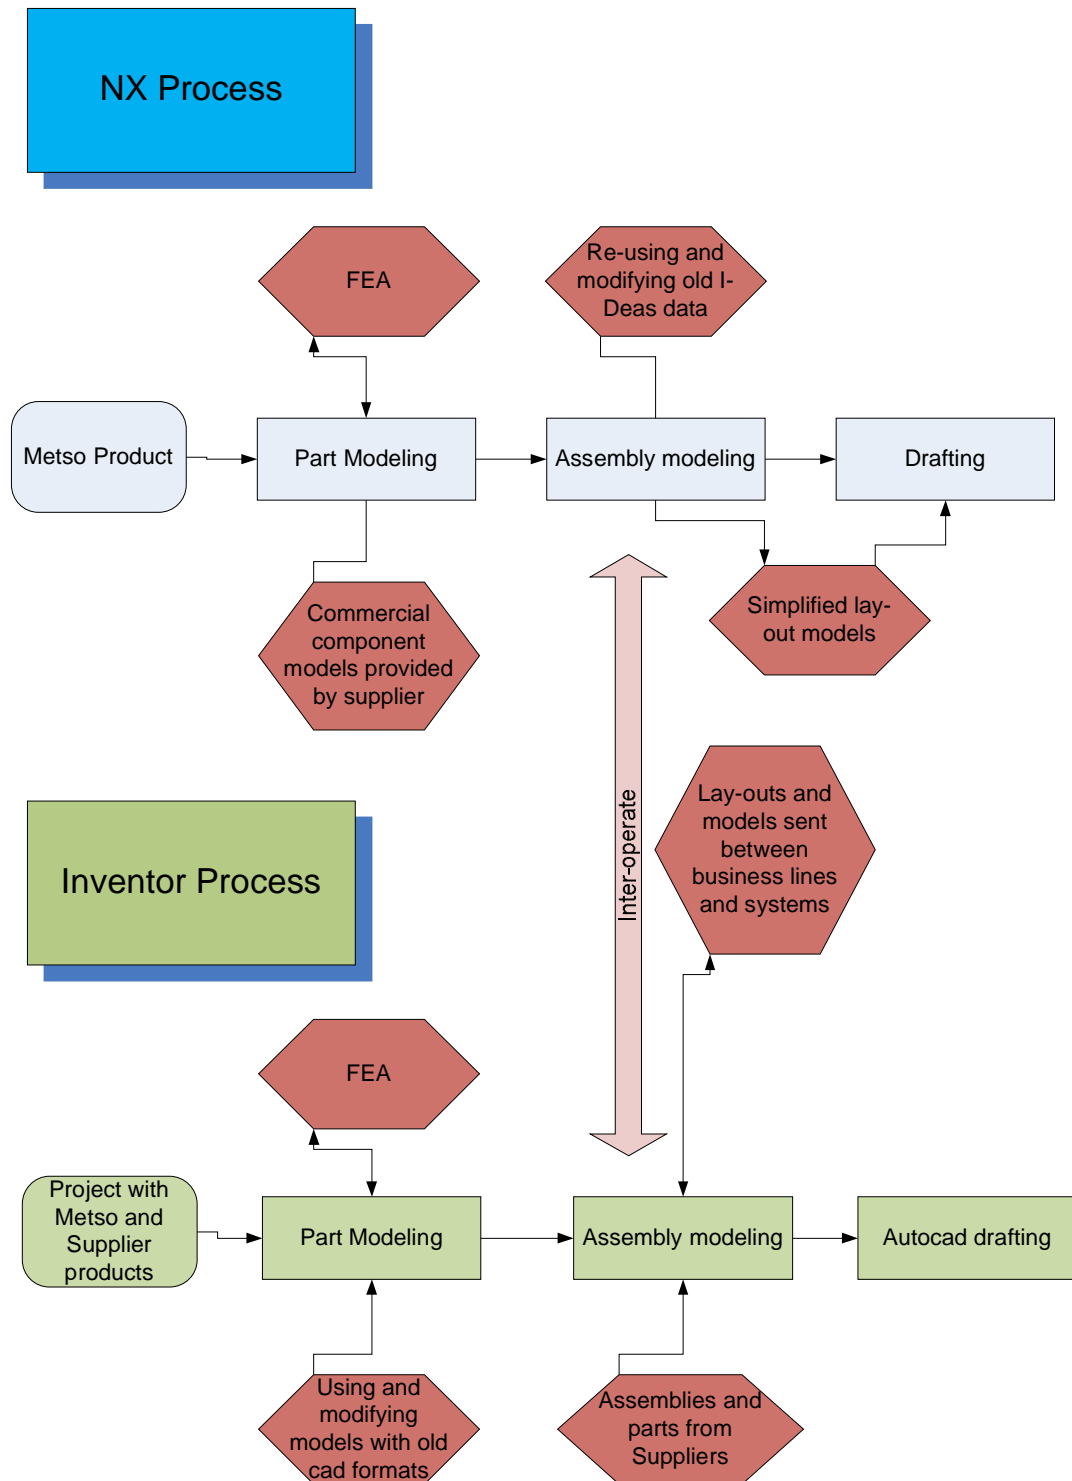 NX Process
FEA
Re-using and
modifying old I-
Deas data
Metso Product
Part Modeling
Assembly modeling
Drafting
Commercial
component
models provided
by supplier
Simplified lay-
out models
Inter-operate
Lay-outs and
models sent
between
business lines
and systems
Inventor Process
FEA
Project with
Metso and
Supplier
products
Part Modeling
Assembly modeling
Autocad drafting
Using and
modifying
models with old
cad formats
Assemblies and
parts from
Suppliers